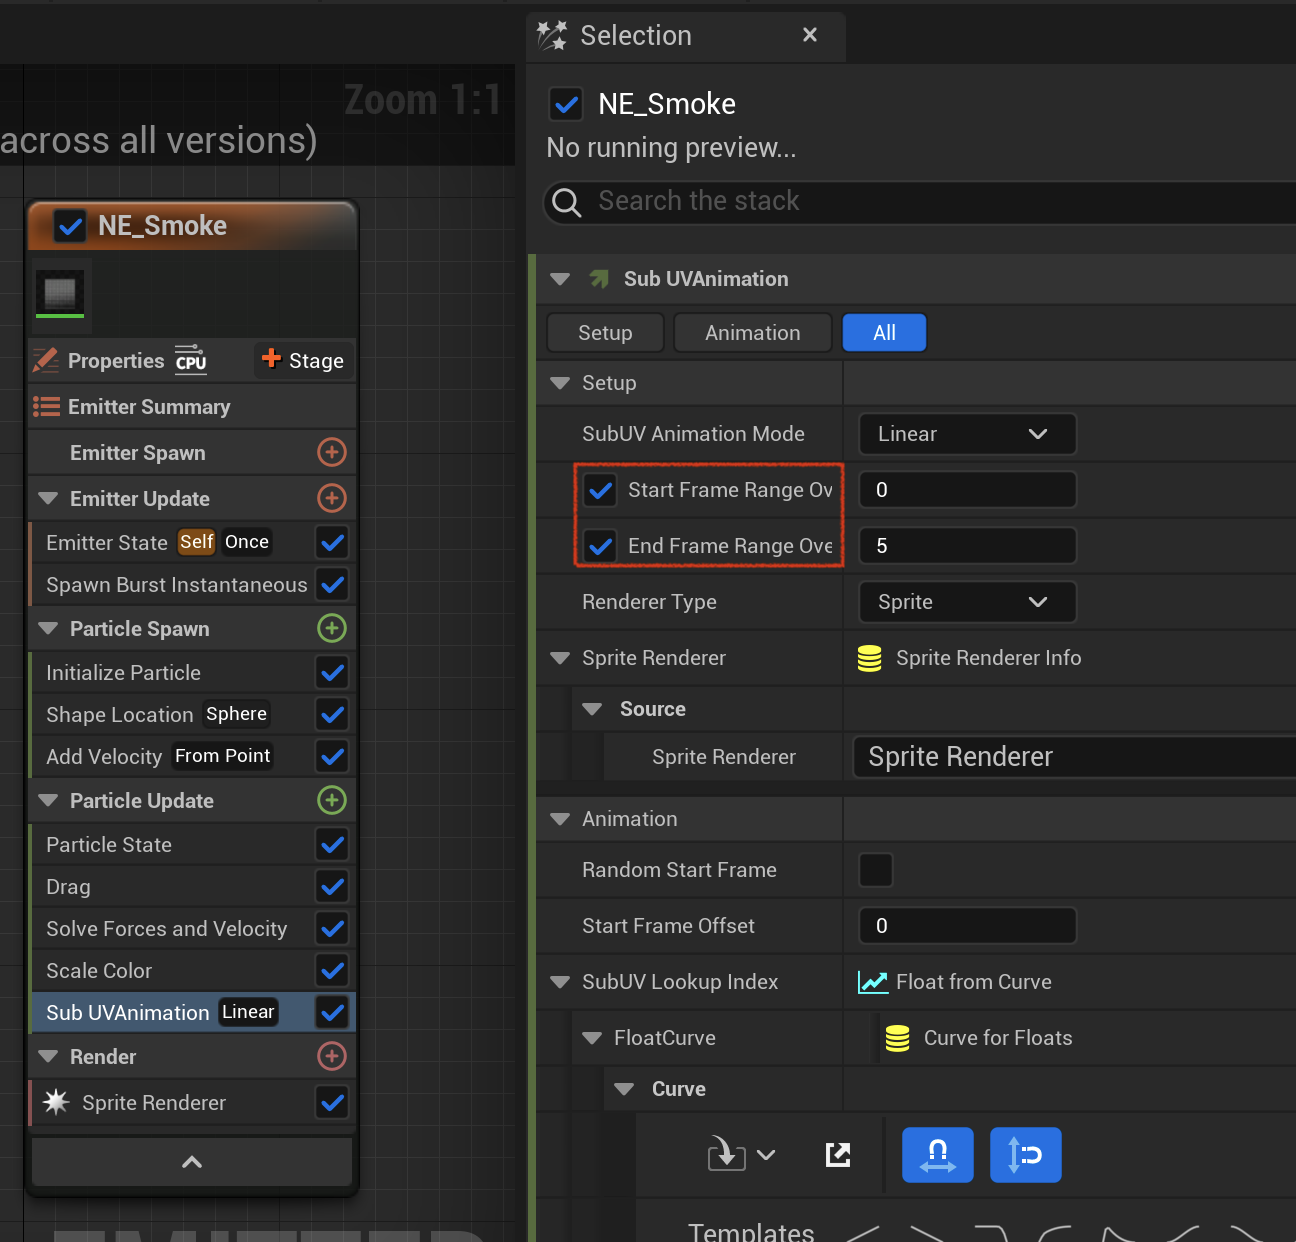 Zoom 1:1
across all versions)
NE_Smoke
Properties CPU Stage
Emitter Summary
Emitter Spawn
Emitter Update
Emitter State Self Once
Spawn Burst Instantaneous
Particle Spawn
Initialize Particle
Shape Location Sphere
Add Velocity From Point
Particle Update
Particle State
Drag
Solve Forces and Velocity
Scale Color
Sub UVAnimation Linear
Render
Sprite Renderer
Selection
NE_Smoke
No running preview...
Search the stack
Sub UVAnimation
Setup Animation All
Setup
SubUV Animation Mode Linear
Start Frame Range Ov 0
End Frame Range Ove 5
Renderer Type Sprite
Sprite Renderer Sprite Renderer Info
Source
Sprite Renderer Sprite Renderer
Animation
Random Start Frame
Start Frame Offset 0
SubUV Lookup Index Float from Curve
FloatCurve Curve for Floats
Curve
Templates